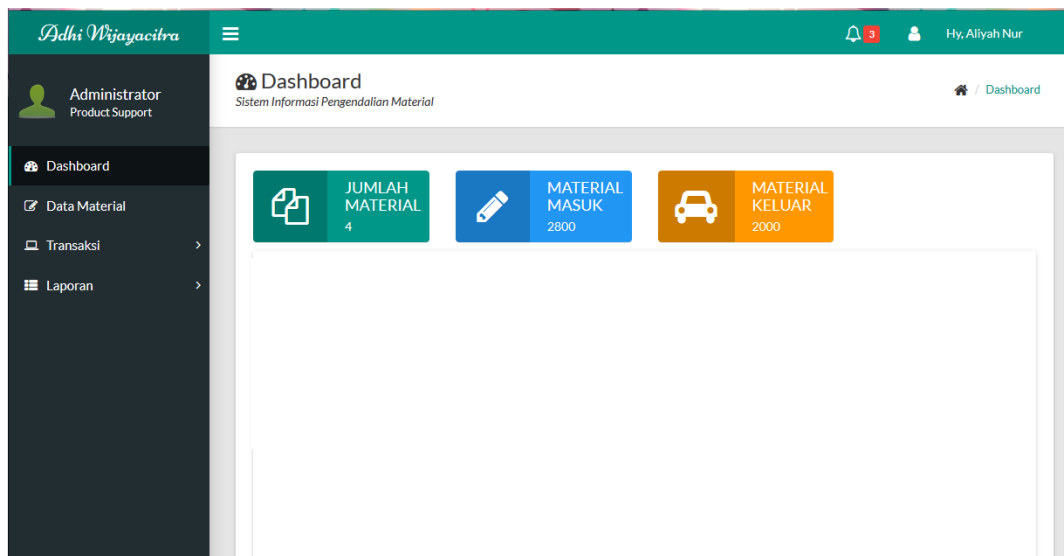 Adhi Wijayacitra
3
Hy, Aliyah Nur
Administrator
Product Support
Dashboard
Data Material
Transaksi
Laporan
Dashboard
Sistem Informasi Pengendalian Material
/ Dashboard
JUMLAH
MATERIAL
4
MATERIAL
MASUK
2800
MATERIAL
KELUAR
2000